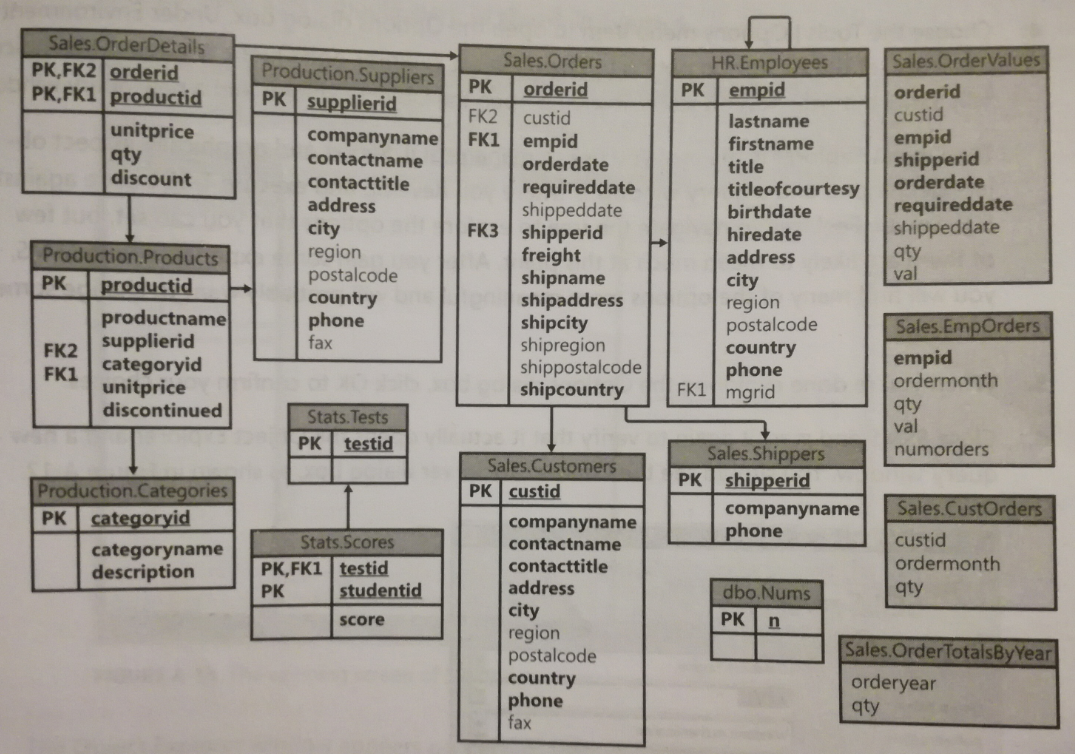 Sales.OrderDetails
PK,FK2 orderid
PK,FK1 productid
unitprice
qty
discount
Production.Suppliers
PK supplierid
companyname
contactname
contacttitle
address
city
region
postalcode
country
phone
fax
Sales.Orders
PK orderid
FK2 custid
FK1 empid
orderdate
requireddate
shippeddate
FK3 shipperid
freight
shipname
shipaddress
shipcity
shipregion
shippostalcode
shipcountry
HR.Employees
PK empid
lastname
firstname
title
titleofcourtesy
birthdate
hiredate
address
city
region
postalcode
country
phone
FK1 mgrid
Sales.OrderValues
orderid
custid
empid
shipperid
orderdate
requireddate
shippeddate
qty
val
Production.Products
PK productid
productname
FK2 supplierid
FK1 categoryid
unitprice
discontinued
Sales.EmpOrders
empid
ordermonth
qty
val
numorders
Stats.Tests
PK testid
Production.Categories
PK categoryid
categoryname
description
Stats.Scores
PK,FK1 testid
PK studentid
score
Sales.Customers
PK custid
companyname
contactname
contacttitle
address
city
region
postalcode
country
phone
fax
Sales.Shippers
PK shipperid
companyname
phone
Sales.CustOrders
custid
ordermonth
qty
dbo.Nums
PK n
Sales.OrderTotalsByYear
orderyear
qty